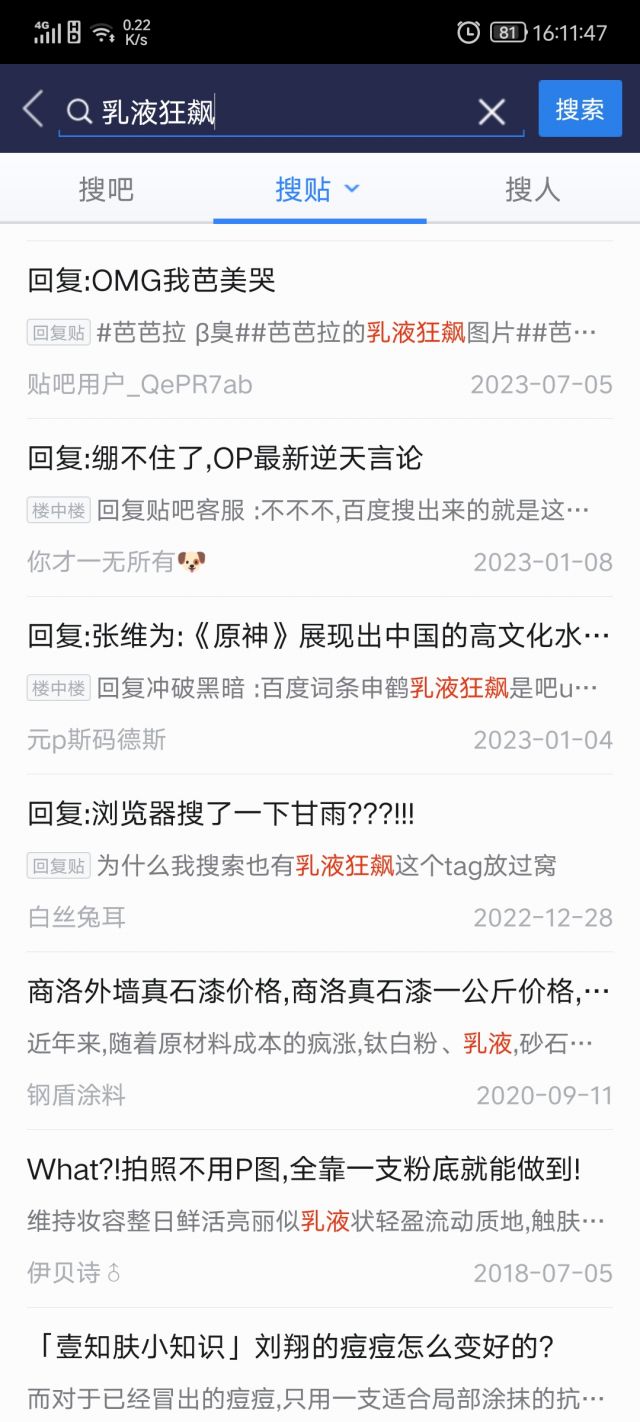 4G HD 0.22 K/s 81 16:11:47
乳液狂飙 搜索
搜吧 搜贴 搜人
回复:OMG我芭美哭
回复贴 #芭芭拉 β臭##芭芭拉的乳液狂飙图片##芭…
贴吧用户_QePR7ab 2023-07-05
回复:绷不住了,OP最新逆天言论
楼中楼 回复贴吧客服 :不不不,百度搜出来的就是这…
你才一无所有🐶 2023-01-08
回复:张维为:《原神》展现出中国的高文化水…
楼中楼 回复冲破黑暗 :百度词条申鹤乳液狂飙是吧u…
元p斯码德斯 2023-01-04
回复:浏览器搜了一下甘雨???!!!
回复贴 为什么我搜索也有乳液狂飙这个tag放过窝
白丝兔耳 2022-12-28
商洛外墙真石漆价格,商洛真石漆一公斤价格,…
近年来,随着原材料成本的疯涨,钛白粉、乳液,砂石…
钢盾涂料 2020-09-11
What?!拍照不用P图,全靠一支粉底就能做到!
维持妆容整日鲜活亮丽似乳液状轻盈流动质地,触肤…
伊贝诗♂ 2018-07-05
「壹知肤小知识」刘翔的痘痘怎么变好的?
而对于已经冒出的痘痘,只用一支适合局部涂抹的抗…